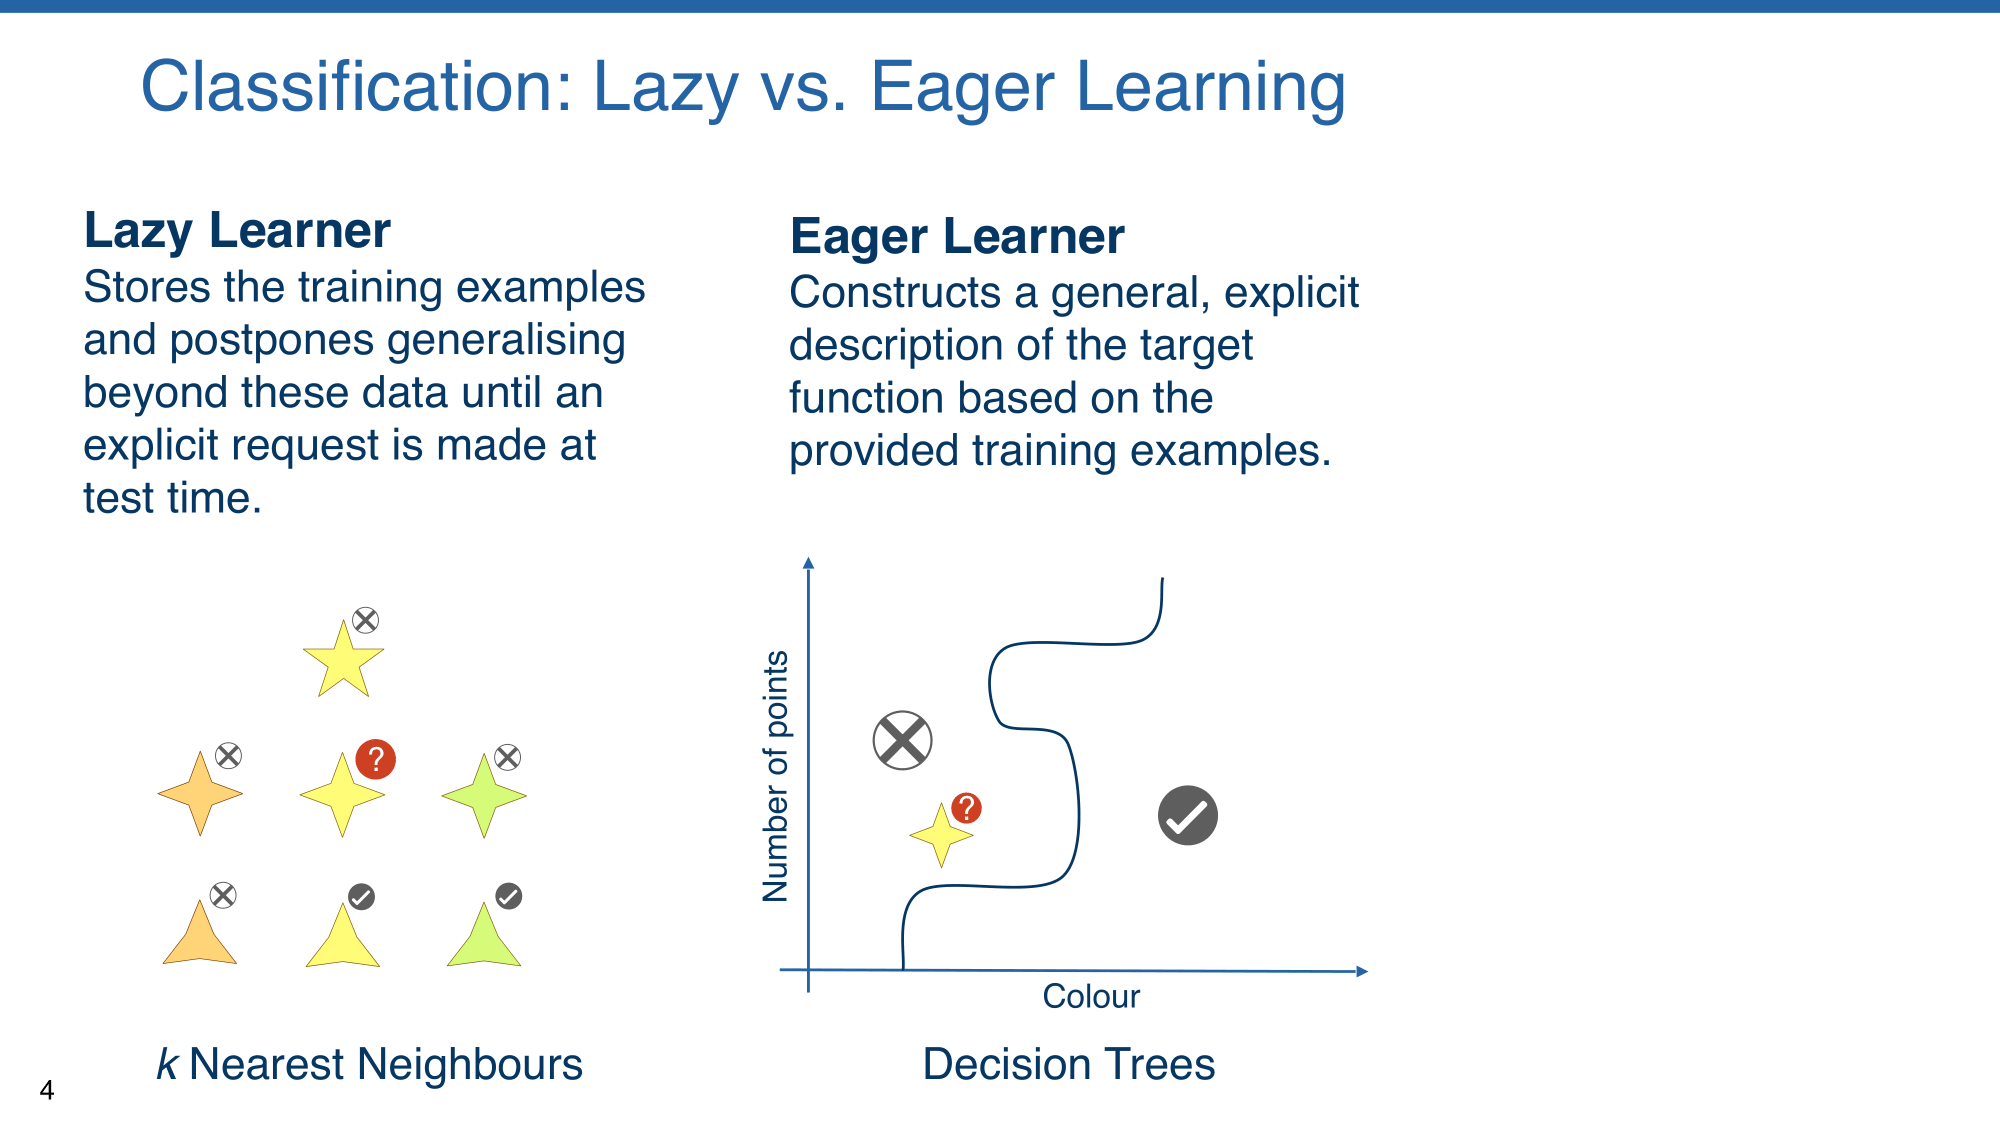 Classification: Lazy vs. Eager Learning
Lazy Learner
Stores the training examples
and postpones generalising
beyond these data until an
explicit request is made at
test time.
Eager Learner
Constructs a general, explicit
description of the target
function based on the
provided training examples.
?
Number of points
?
Colour
k Nearest Neighbours
Decision Trees
4